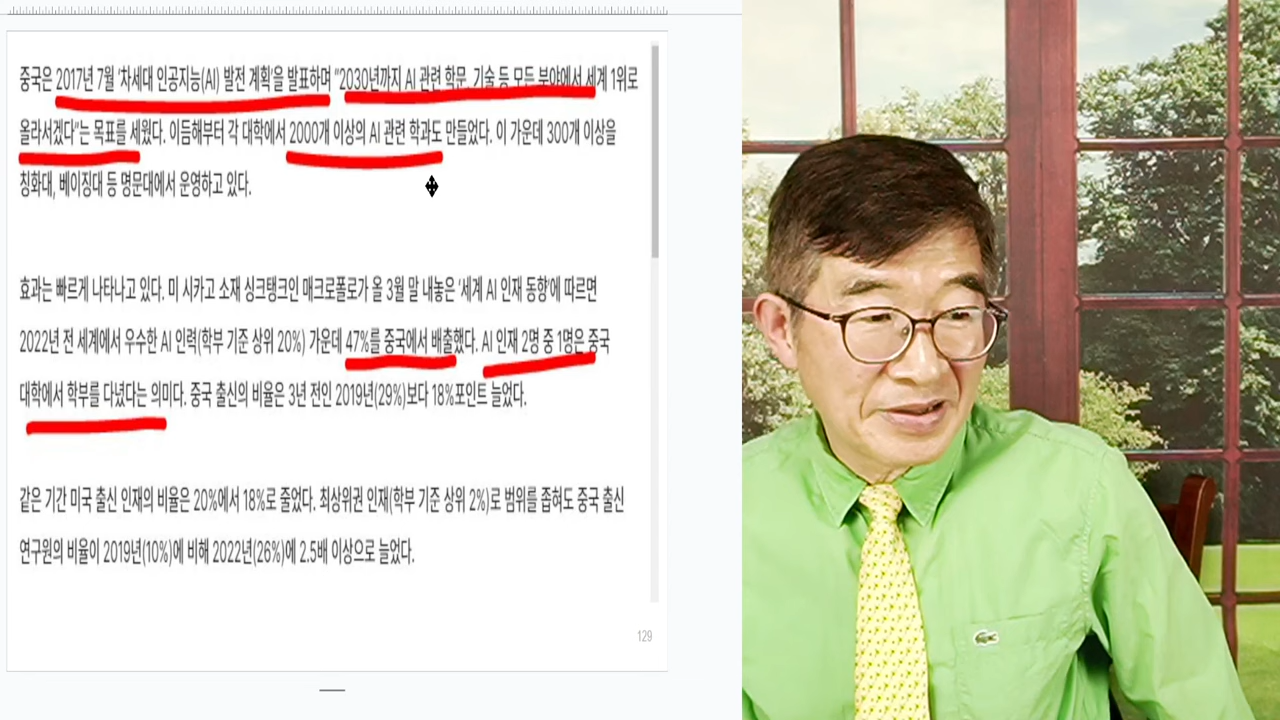 중국은 2017년 7월 '차세대 인공지능(AI) 발전 계획'을 발표하며 "2030년까지 AI 관련 학문, 기술 등 모든 분야에서 세계 1위로
올라서겠다"는 목표를 세웠다. 이듬해부터 각 대학에서 2000개 이상의 AI 관련 학과도 만들었다. 이 가운데 300개 이상을
칭화대, 베이징대 등 명문대에서 운영하고 있다.
효과는 빠르게 나타나고 있다. 미 시카고 소재 싱크탱크인 매크로폴로가 올 3월 말 내놓은 '세계 AI 인재 동향'에 따르면
2022년 전 세계에서 우수한 AI 인력(학부 기준 상위 20%) 가운데 47%를 중국에서 배출했다. AI 인재 2명 중 1명은 중국
대학에서 학부를 다녔다는 의미다. 중국 출신의 비율은 3년 전인 2019년(29%)보다 18%포인트 늘었다.
같은 기간 미국 출신 인재의 비율은 20%에서 18%로 줄었다. 최상위권 인재(학부 기준 상위 2%)로 범위를 좁혀도 중국 출신
연구원의 비율이 2019년(10%)에 비해 2022년(26%)에 2.5배 이상으로 늘었다.
129